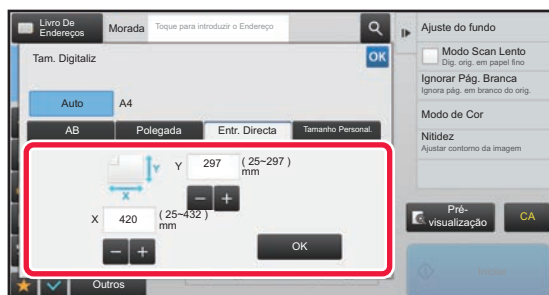 Livro De
Endereços
Morada
Toque para introduzir o Endereço
Ajuste do fundo
Tam. Digitaliz
OK
Modo Scan Lento
Dig. orig. em papel fino
Ignorar Pág. Branca
Ignora pág. em branco do orig.
Auto
A4
Modo de Cor
AB
Polegada
Entr. Directa
Tamanho Personal.
Nitidez
Ajustar contorno da imagem
Y
Y
297
(25~297)
mm
X
X
420
(25~432)
mm
OK
Pré-
visualização
CA
Outros